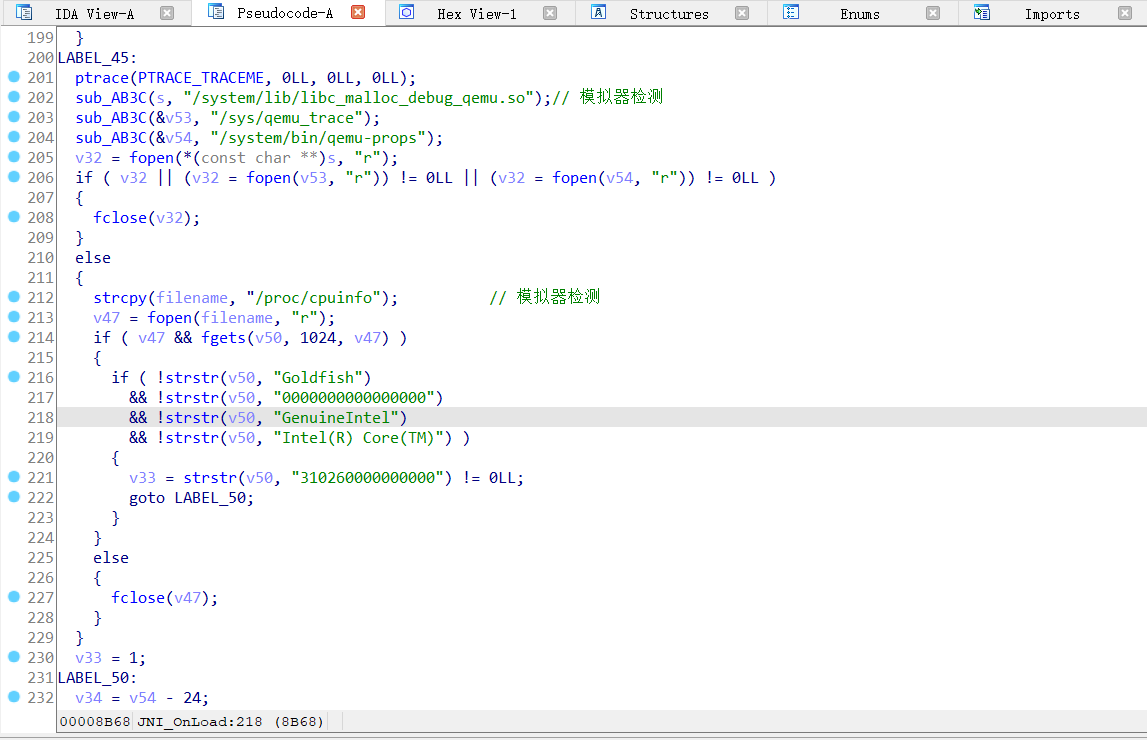 IDA View-A Pseudocode-A Hex View-1 Structures Enums Imports
199 }
200 LABEL_45:
201 ptrace(PTRACE_TRACEME, 0LL, 0LL, 0LL);
202 sub_AB3C(s, "/system/lib/libc_malloc_debug_qemu.so");// 模拟器检测
203 sub_AB3C(&v53, "/sys/qemu_trace");
204 sub_AB3C(&v54, "/system/bin/qemu-props");
205 v32 = fopen(*(const char **)s, "r");
206 if ( v32 || (v32 = fopen(v53, "r")) != 0LL || (v32 = fopen(v54, "r")) != 0LL )
207 {
208 fclose(v32);
209 }
210 else
211 {
212 strcpy(filename, "/proc/cpuinfo"); // 模拟器检测
213 v47 = fopen(filename, "r");
214 if ( v47 && fgets(v50, 1024, v47) )
215 {
216 if ( !strstr(v50, "Goldfish")
217 && !strstr(v50, "0000000000000000")
218 && !strstr(v50, "GenuineIntel")
219 && !strstr(v50, "Intel(R) Core(TM)") )
220 {
221 v33 = strstr(v50, "310260000000000") != 0LL;
222 goto LABEL_50;
223 }
224 }
225 else
226 {
227 fclose(v47);
228 }
229 }
230 v33 = 1;
231 LABEL_50:
232 v34 = v54 - 24;
00008B68 JNI_OnLoad:218 (8B68)